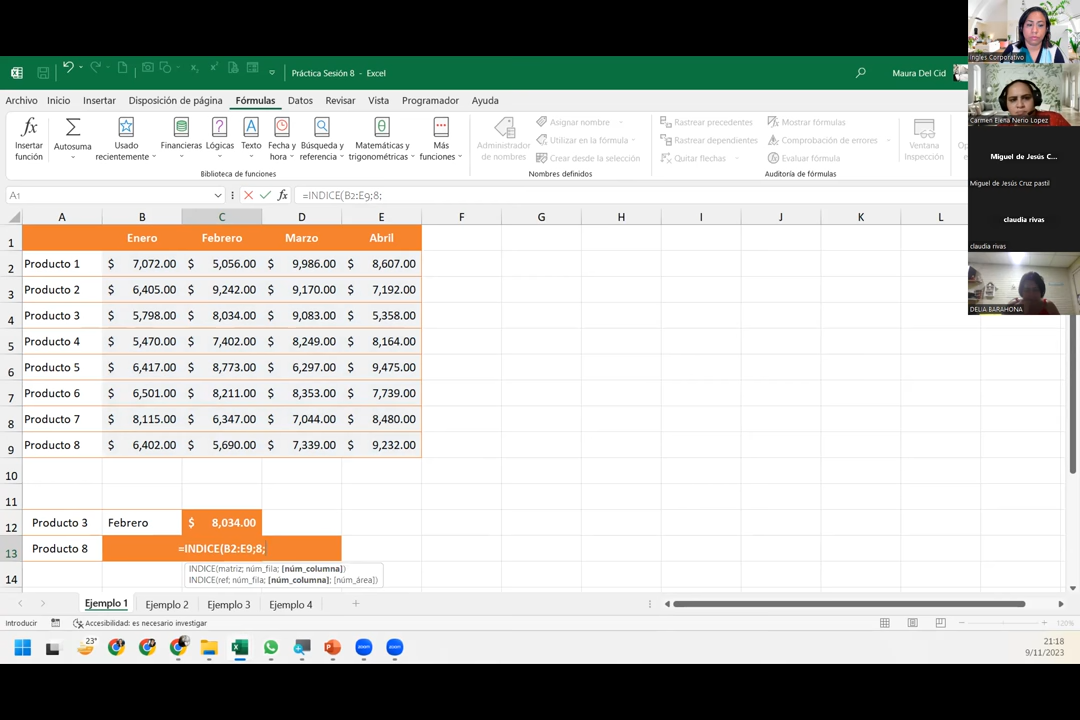 Práctica Sesión 8 - Excel
Maura Del Cid
Archivo Inicio Insertar Disposición de página Fórmulas Datos Revisar Vista Programador Ayuda
Insertar función
Autosuma
Usado recientemente
Financieras
Lógicas
Texto
Fecha y hora
Búsqueda y referencia
Matemáticas y trigonométricas
Más funciones
Biblioteca de funciones
Administrador de nombres
Asignar nombre
Utilizar en la fórmula
Crear desde la selección
Nombres definidos
Rastrear precedentes
Rastrear dependientes
Quitar flechas
Mostrar fórmulas
Comprobación de errores
Evaluar fórmula
Auditoría de fórmulas
Ventana Inspección
A1 fx =INDICE(B2:E9;8;
A B C D E F G H I J K L
1 Enero Febrero Marzo Abril
2 Producto 1 $ 7,072.00 $ 5,056.00 $ 9,986.00 $ 8,607.00
3 Producto 2 $ 6,405.00 $ 9,242.00 $ 9,170.00 $ 7,192.00
4 Producto 3 $ 5,798.00 $ 8,034.00 $ 9,083.00 $ 5,358.00
5 Producto 4 $ 5,470.00 $ 7,402.00 $ 8,249.00 $ 8,164.00
6 Producto 5 $ 6,417.00 $ 8,773.00 $ 6,297.00 $ 9,475.00
7 Producto 6 $ 6,501.00 $ 8,211.00 $ 8,353.00 $ 7,739.00
8 Producto 7 $ 8,115.00 $ 6,347.00 $ 7,044.00 $ 8,480.00
9 Producto 8 $ 6,402.00 $ 5,690.00 $ 7,339.00 $ 9,232.00
10
11
12 Producto 3 Febrero $ 8,034.00
13 Producto 8 =INDICE(B2:E9;8;
14
INDICE(matriz; núm_fila; [núm_columna])
INDICE(ref; núm_fila; [núm_columna]; [núm_área])
Ejemplo 1 Ejemplo 2 Ejemplo 3 Ejemplo 4
Introducir Accesibilidad: es necesario investigar 120%
23°
zoom zoom
21:18
9/11/2023
Ingles Corporativo
Carmen Elena Nerio Lopez
Miguel de Jesús C...
Miguel de Jesús Cruz pastil
claudia rivas
claudia rivas
DELIA BARAHONA